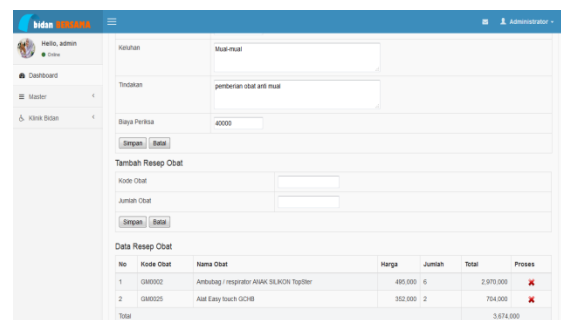 bidan BERSAMA
Administrator
Hello, admin
Online
Dashboard
Master
Klinik Bidan
Keluhan
Mual-mual
Tindakan
pemberian obat anti mual
Biaya Periksa
40000
Simpan Batal
Tambah Resep Obat
Kode Obat
Jumlah Obat
Simpan Batal
Data Resep Obat
No Kode Obat Nama Obat Harga Jumlah Total Proses
1 GM0002 Ambubag / respirator ANAK SILIKON TopSter 495,000 6 2,970,000
2 GM0025 Alat Easy touch GCHB 352,000 2 704,000
Total 3,674,000